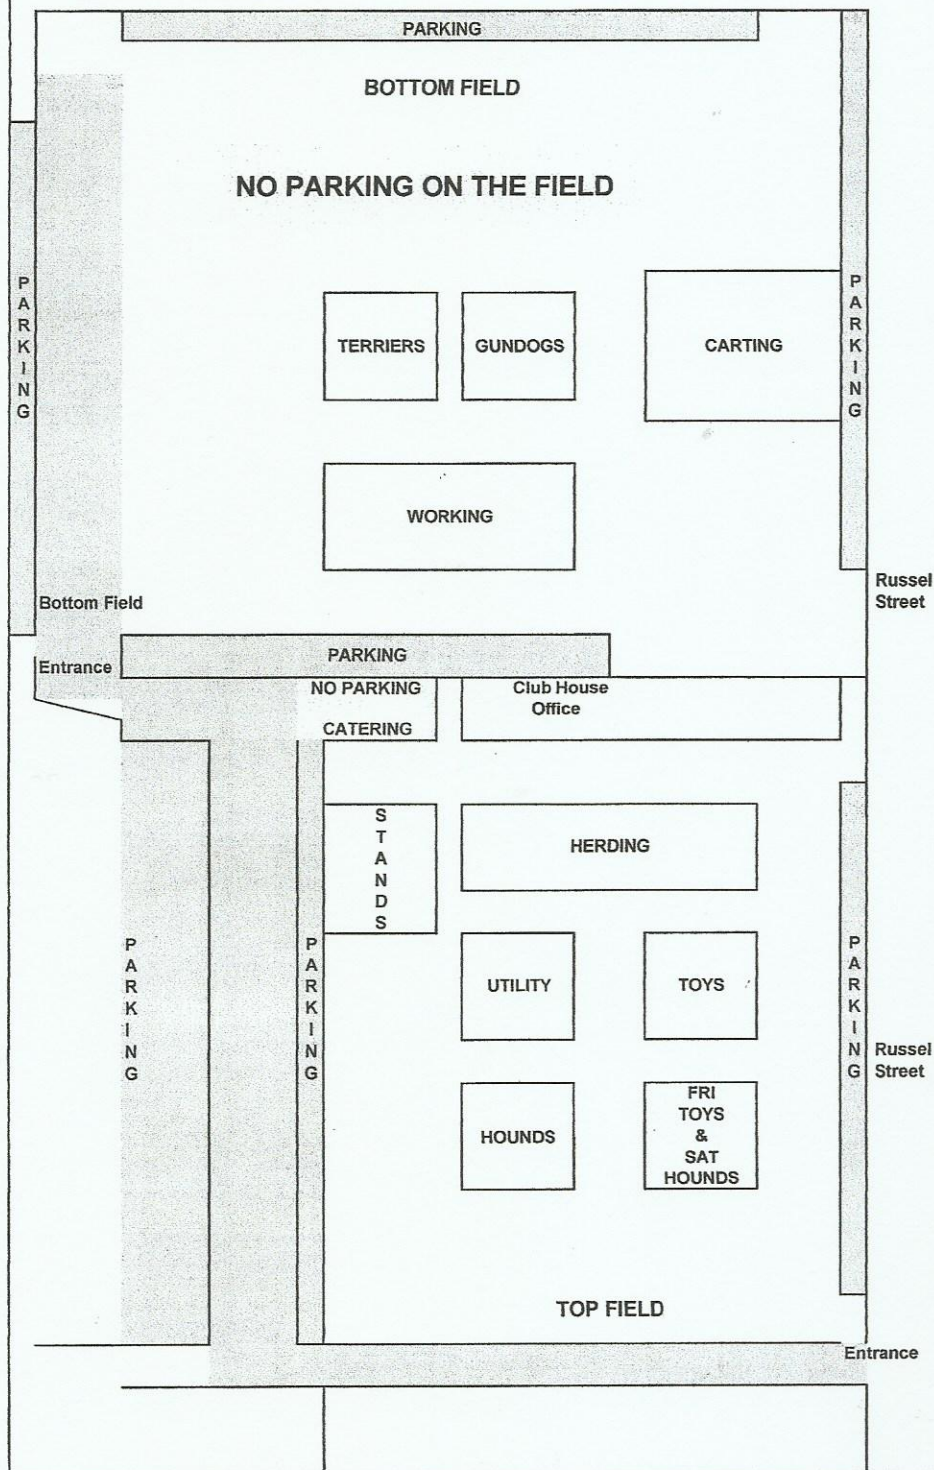 PARKING
BOTTOM FIELD
NO PARKING ON THE FIELD
PARKING
PARKING
TERRIERS
GUNDOGS
CARTING
WORKING
Russel
Street
Bottom Field
Entrance
PARKING
NO PARKING
CATERING
Club House
Office
STANDS
HERDING
PARKING
PARKING
PARKING
UTILITY
TOYS
Russel
Street
HOUNDS
FRI
TOYS
&
SAT
HOUNDS
TOP FIELD
Entrance